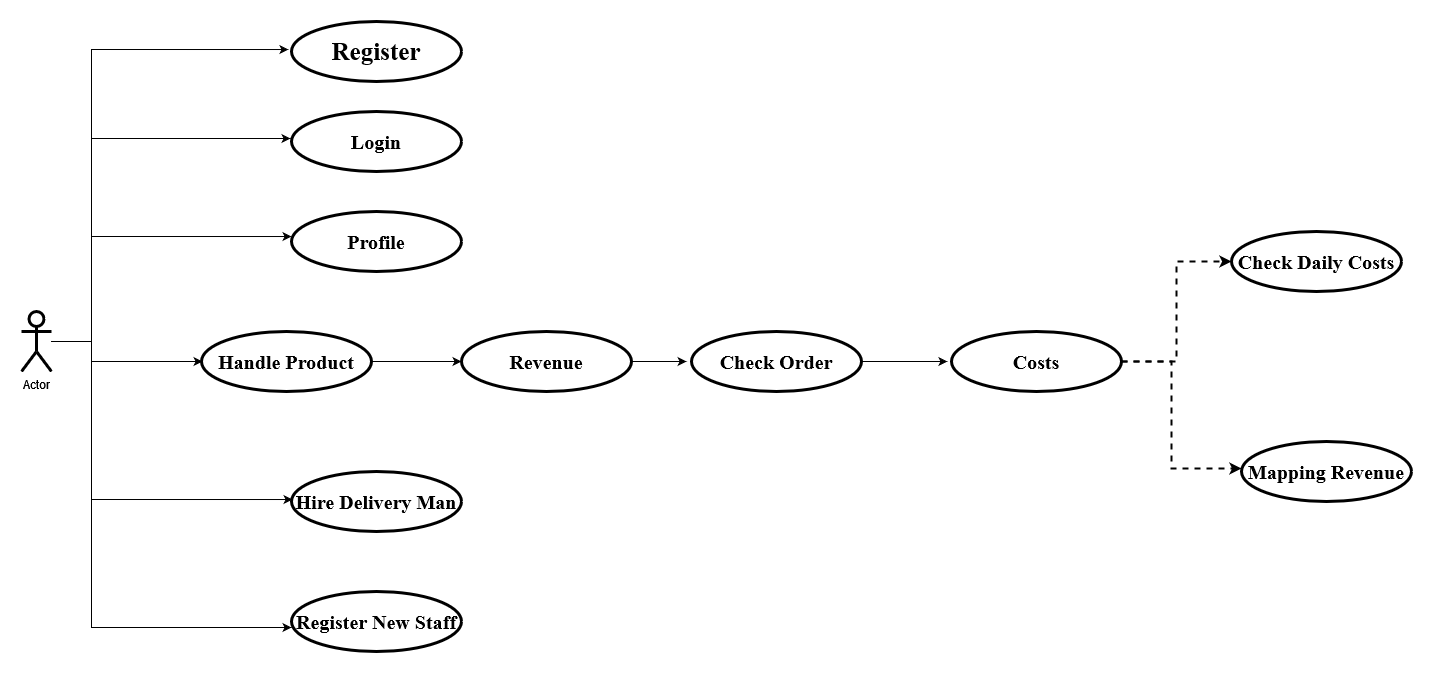 Register
Login
Profile
Check Daily Costs
Actor
Handle Product
Revenue
Check Order
Costs
Mapping Revenue
Hire Delivery Man
Register New Staff